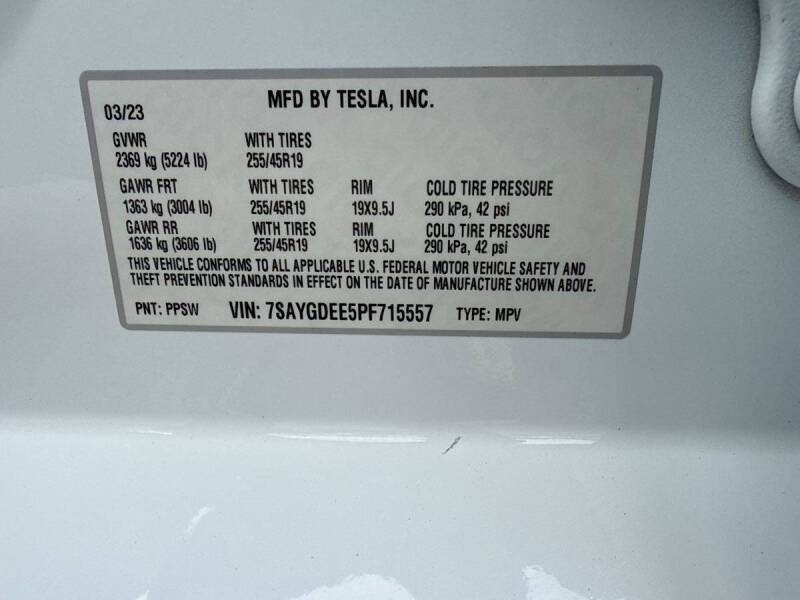 MFD BY TESLA, INC.
03/23
GVWR WITH TIRES
2369 kg (5224 lb) 255/45R19
GAWR FRT WITH TIRES RIM COLD TIRE PRESSURE
1363 kg (3004 lb) 255/45R19 19X9.5J 290 kPa, 42 psi
GAWR RR WITH TIRES RIM COLD TIRE PRESSURE
1636 kg (3606 lb) 255/45R19 19X9.5J 290 kPa, 42 psi
THIS VEHICLE CONFORMS TO ALL APPLICABLE U.S. FEDERAL MOTOR VEHICLE SAFETY AND
THEFT PREVENTION STANDARDS IN EFFECT ON THE DATE OF MANUFACTURE SHOWN ABOVE.
PNT: PPSW VIN: 7SAYGDEE5PF715557 TYPE: MPV